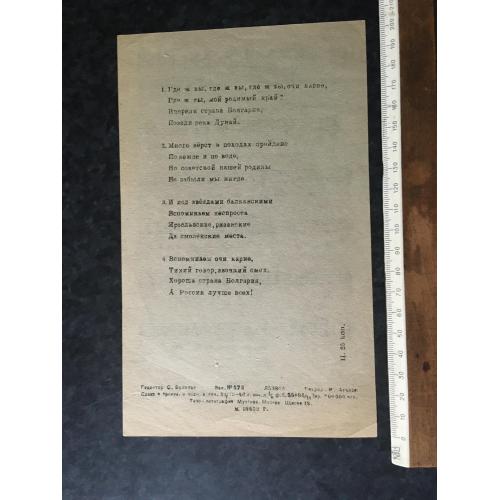 1. Где ж вы, где ж вы, где ж вы, очи карие,
Где ж ты, мой родимый край?
Впереди страна Болгария,
Позади река Дунай.
2. Много вёрст в походах пройдено
По земле и по воде,
Но советской нашей родины
Не забыли мы нигде.
3. И под звёздами балканскими
Вспоминаем неспроста
Ярославские, рязанские
Да смоленские места.
4. Вспоминаем очи карие,
Тихий говор, звонкий смех.
Хороша страна Болгария,
А Россия лучше всех!
Ц. 25 коп.
Редактор С.
Зак. № 573
Москва